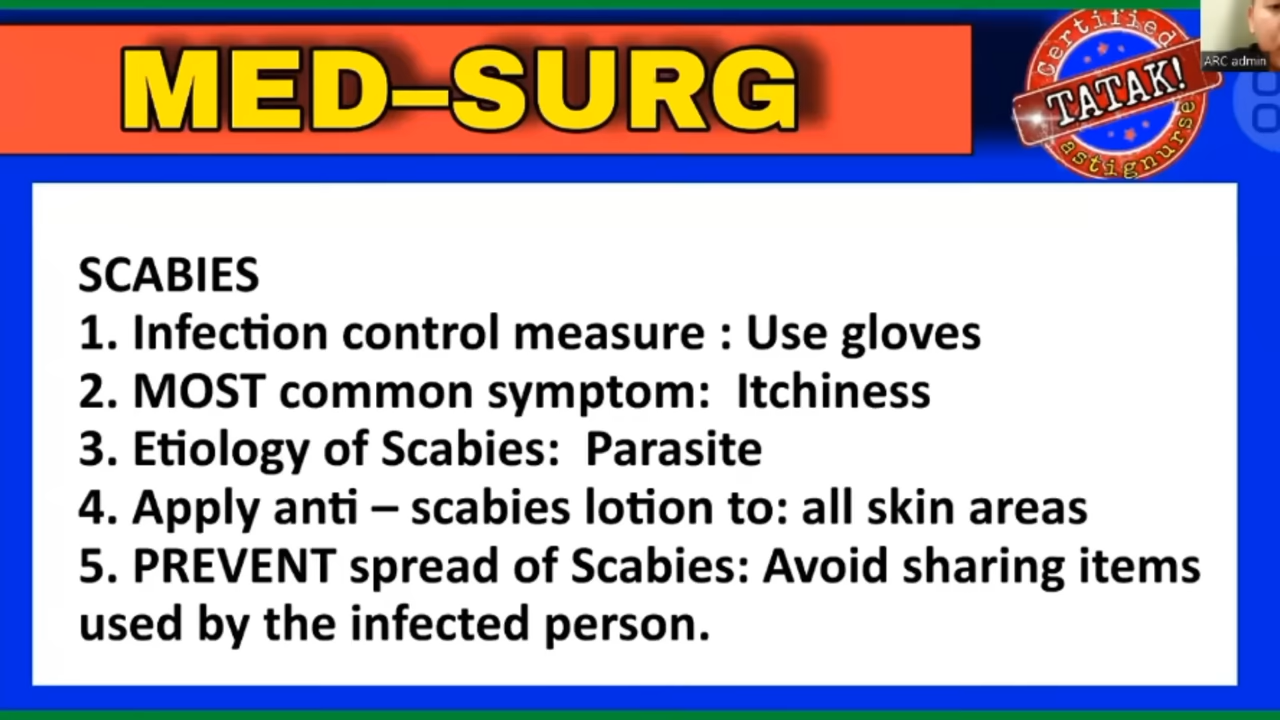 MED–SURG
Certified
TATAK!
astignurse
ARC admin
SCABIES
1. Infection control measure : Use gloves
2. MOST common symptom:  Itchiness
3. Etiology of Scabies:  Parasite
4. Apply anti – scabies lotion to: all skin areas
5. PREVENT spread of Scabies: Avoid sharing items
used by the infected person.